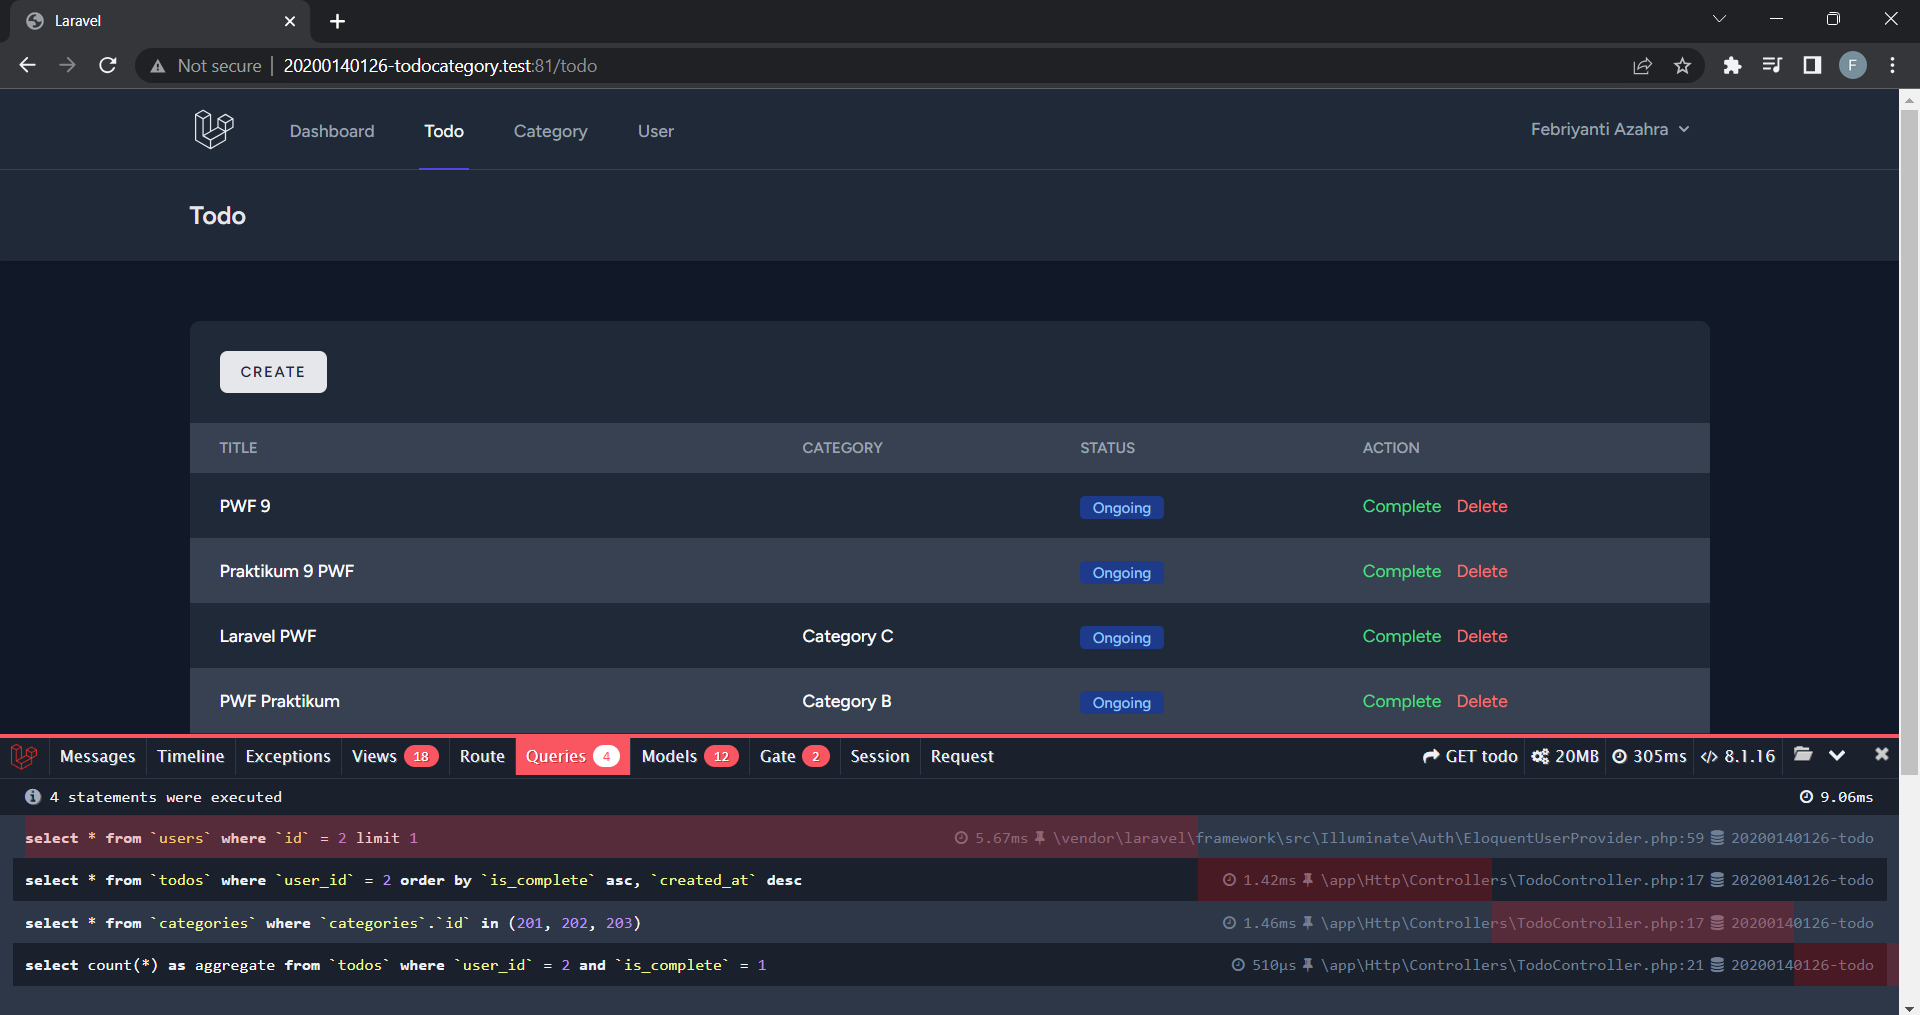 Laravel
Not secure 20200140126-todocategory.test:81/todo F
Dashboard Todo Category User Febriyanti Azahra
Todo
CREATE
TITLE CATEGORY STATUS ACTION
PWF 9 Ongoing Complete Delete
Praktikum 9 PWF Ongoing Complete Delete
Laravel PWF Category C Ongoing Complete Delete
PWF Praktikum Category B Ongoing Complete Delete
Messages Timeline Exceptions Views 18 Route Queries 4 Models 12 Gate 2 Session Request GET todo 20MB 305ms 8.1.16
4 statements were executed 9.06ms
select * from `users` where `id` = 2 limit 1 5.67ms \vendor\laravel\framework\src\Illuminate\Auth\EloquentUserProvider.php:59 20200140126-todo
select * from `todos` where `user_id` = 2 order by `is_complete` asc, `created_at` desc 1.42ms \app\Http\Controllers\TodoController.php:17 20200140126-todo
select * from `categories` where `categories`.`id` in (201, 202, 203) 1.46ms \app\Http\Controllers\TodoController.php:17 20200140126-todo
select count(*) as aggregate from `todos` where `user_id` = 2 and `is_complete` = 1 510μs \app\Http\Controllers\TodoController.php:21 20200140126-todo